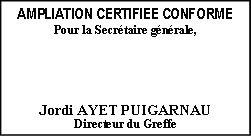 AMPLIATION CERTIFIEE CONFORME
Pour la Secrétaire générale,
Jordi AYET PUIGARNAU
Directeur du Greffe